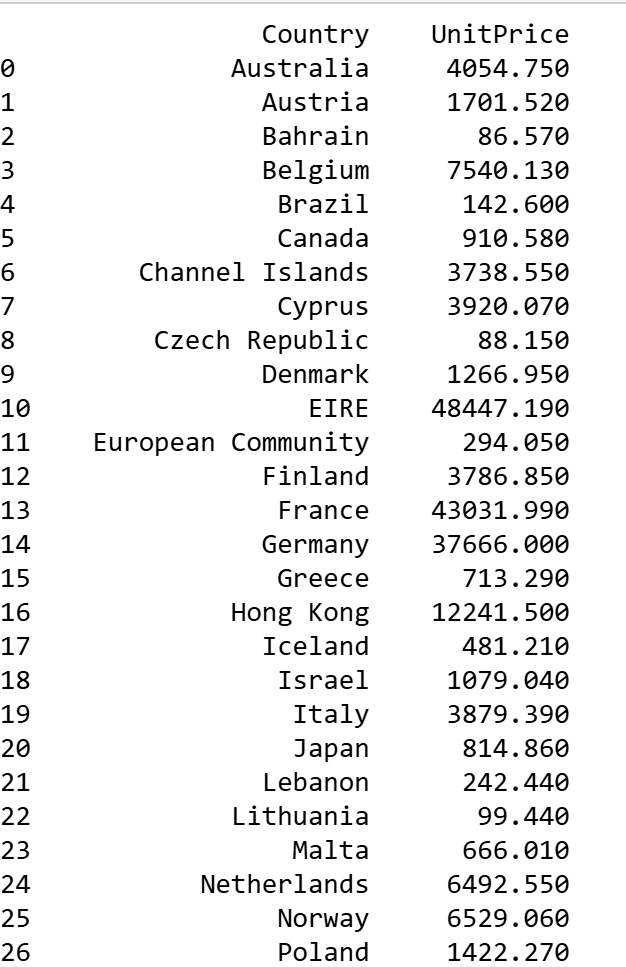 Country UnitPrice
0 Australia 4054.750
1 Austria 1701.520
2 Bahrain 86.570
3 Belgium 7540.130
4 Brazil 142.600
5 Canada 910.580
6 Channel Islands 3738.550
7 Cyprus 3920.070
8 Czech Republic 88.150
9 Denmark 1266.950
10 EIRE 48447.190
11 European Community 294.050
12 Finland 3786.850
13 France 43031.990
14 Germany 37666.000
15 Greece 713.290
16 Hong Kong 12241.500
17 Iceland 481.210
18 Israel 1079.040
19 Italy 3879.390
20 Japan 814.860
21 Lebanon 242.440
22 Lithuania 99.440
23 Malta 666.010
24 Netherlands 6492.550
25 Norway 6529.060
26 Poland 1422.270